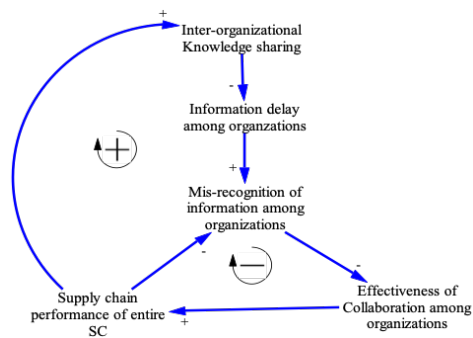 +
Inter-organizational
Knowledge sharing
-
Information delay
among organzations
+
+
Mis-recognition of
information among
organizations
-
-
−
Effectiveness of
Collaboration among
organizations
Supply chain
performance of entire
SC
+